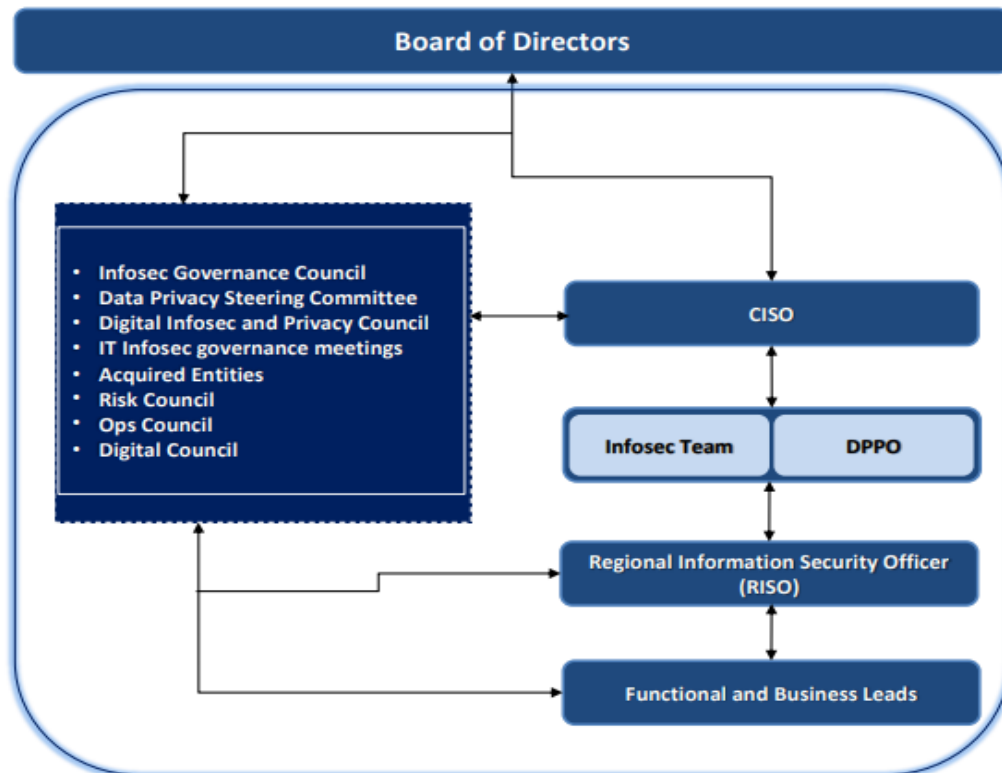 Board of Directors
• Infosec Governance Council
• Data Privacy Steering Committee
• Digital Infosec and Privacy Council
• IT Infosec governance meetings
• Acquired Entities
• Risk Council
• Ops Council
• Digital Council
CISO
Infosec Team
DPPO
Regional Information Security Officer
(RISO)
Functional and Business Leads